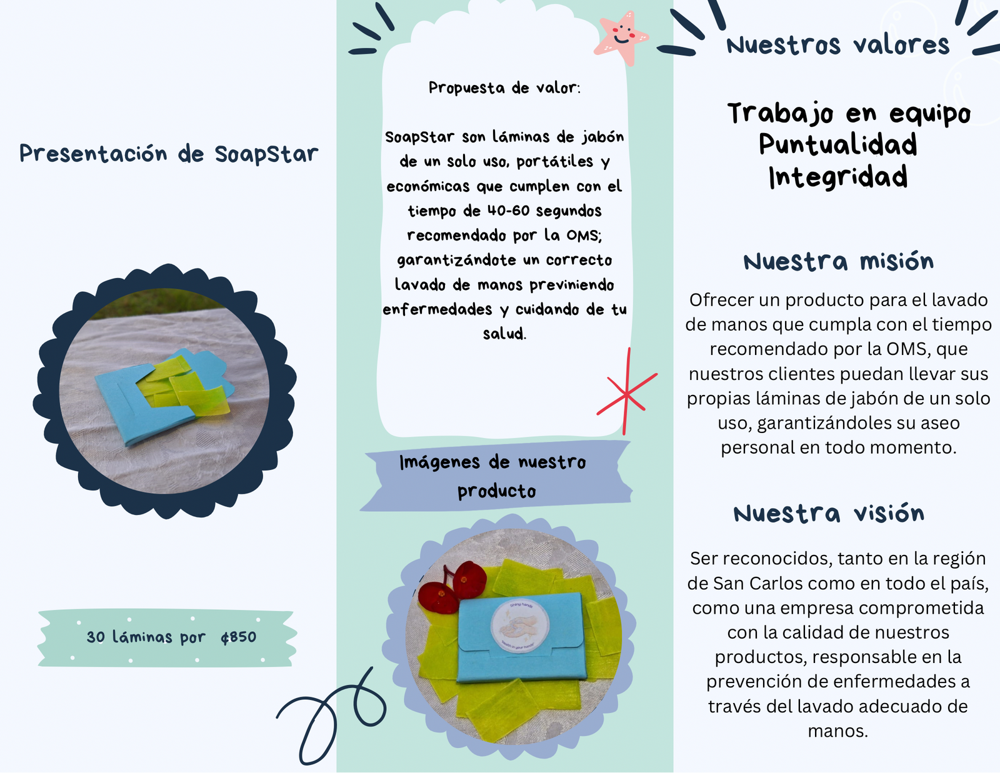 Presentación de SoapStar
30 láminas por ₡850
Propuesta de valor:
SoapStar son láminas de jabón
de un solo uso, portátiles y
económicas que cumplen con el
tiempo de 40-60 segundos
recomendado por la OMS;
garantizándote un correcto
lavado de manos previniendo
enfermedades y cuidando de tu
salud.
Imágenes de nuestro
producto
Shiny hands
"Health in your hands"
Nuestros valores
Trabajo en equipo
Puntualidad
Integridad
Nuestra misión
Ofrecer un producto para el lavado
de manos que cumpla con el tiempo
recomendado por la OMS, que
nuestros clientes puedan llevar sus
propias láminas de jabón de un solo
uso, garantizándoles su aseo
personal en todo momento.
Nuestra visión
Ser reconocidos, tanto en la región
de San Carlos como en todo el país,
como una empresa comprometida
con la calidad de nuestros
productos, responsable en la
prevención de enfermedades a
través del lavado adecuado de
manos.